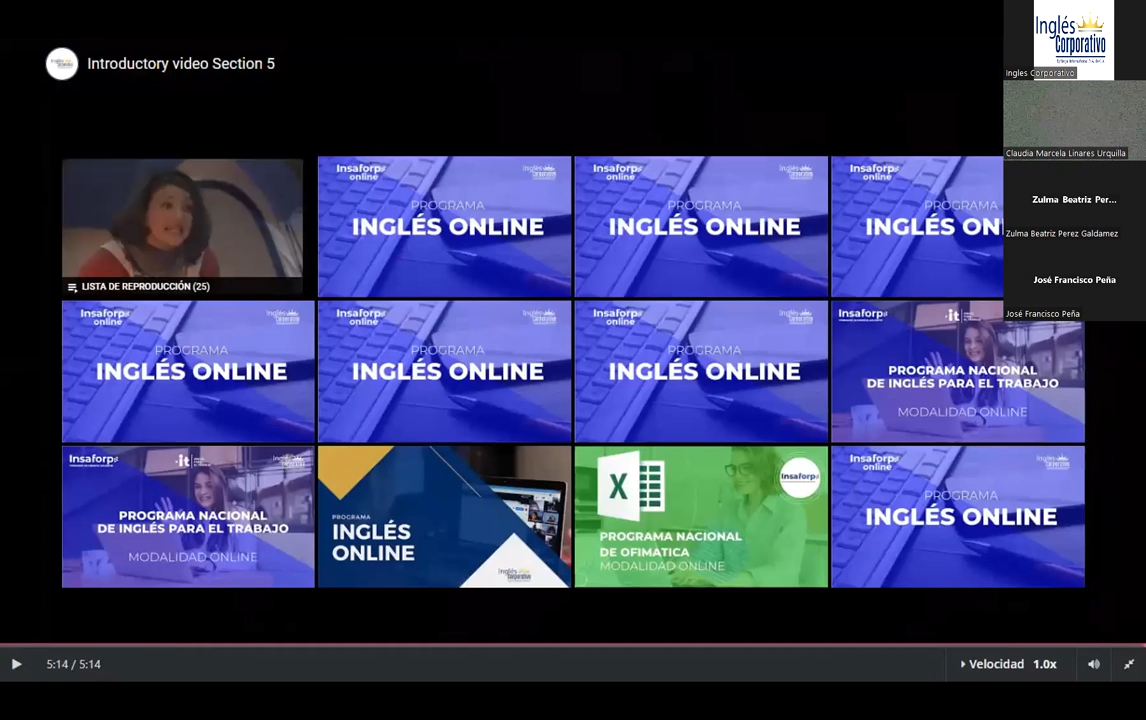 Introductory video Section 5
Inglés
Corporativo
Ingles Corporativo
Claudia Marcela Linares Urquilla
Zulma Beatriz Per...
Zulma Beatriz Perez Galdamez
José Francisco Peña
José Francisco Peña
LISTA DE REPRODUCCIÓN (25)
Insaforp
online
PROGRAMA
INGLÉS ONLINE
Insaforp
online
PROGRAMA
INGLÉS ONLINE
Insaforp
online
PROGRAMA
INGLÉS ON
Insaforp
online
PROGRAMA
INGLÉS ONLINE
Insaforp
online
PROGRAMA
INGLÉS ONLINE
Insaforp
online
PROGRAMA
INGLÉS ONLINE
Insaforp
it
PROGRAMA NACIONAL
DE INGLÉS PARA EL TRABAJO
MODALIDAD ONLINE
Insaforp
it
PROGRAMA NACIONAL
DE INGLÉS PARA EL TRABAJO
MODALIDAD ONLINE
PROGRAMA
INGLÉS
ONLINE
Inglés
Corporativo
X
Insaforp
PROGRAMA NACIONAL
DE OFIMÁTICA
MODALIDAD ONLINE
Insaforp
online
PROGRAMA
INGLÉS ONLINE
5:14 / 5:14
Velocidad 1.0x